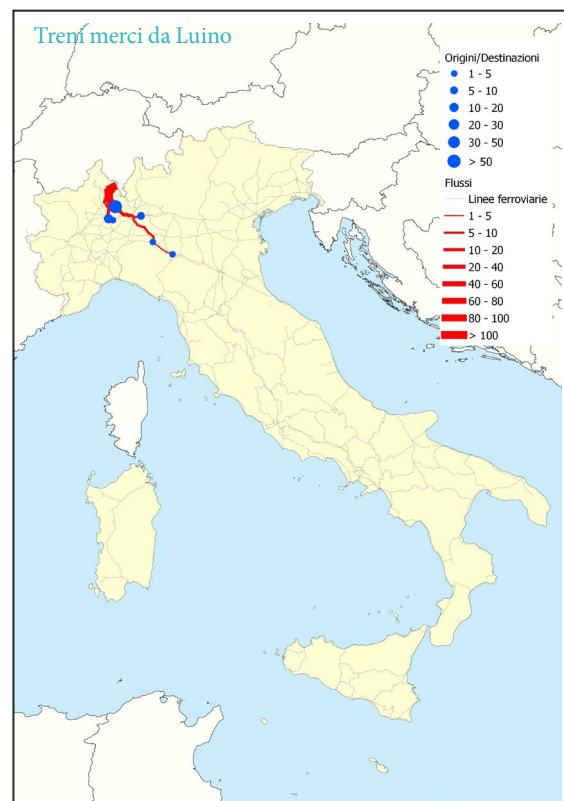 Treni merci da Luino
Origini/Destinazioni
1 - 5
5 - 10
10 - 20
20 - 30
30 - 50
> 50
Flussi
Linee ferroviarie
1 - 5
5 - 10
10 - 20
20 - 40
40 - 60
60 - 80
80 - 100
> 100